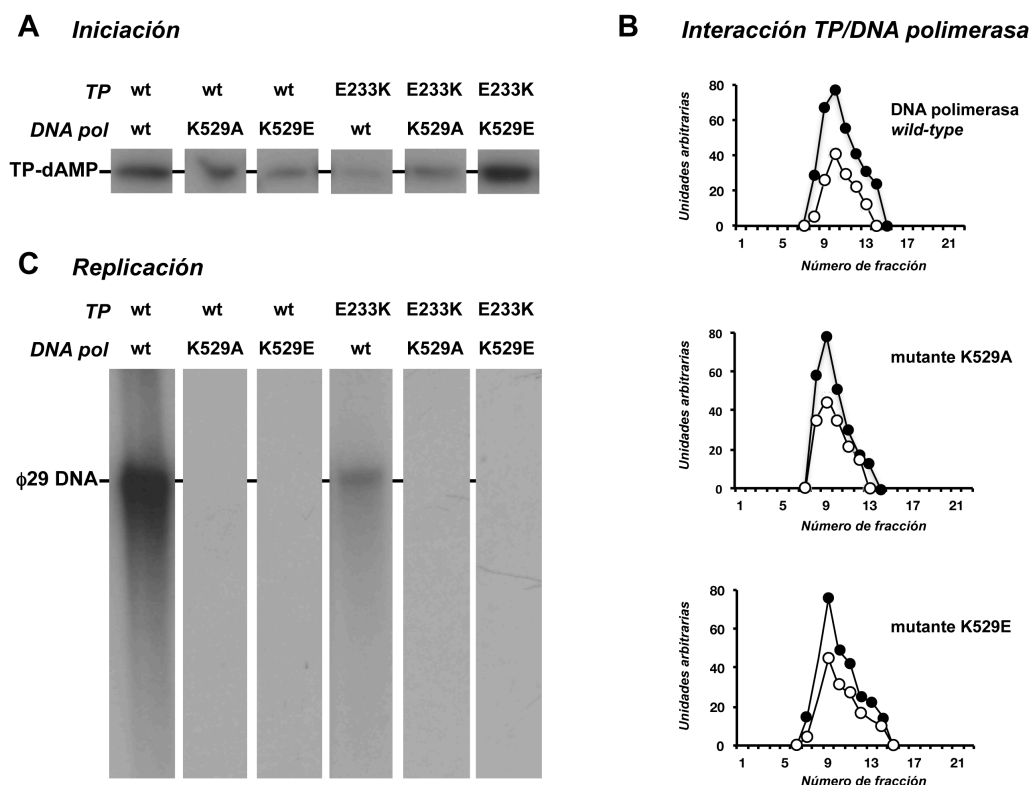 A Iniciación
TP wt wt wt E233K E233K E233K
DNA pol wt K529A K529E wt K529A K529E
TP-dAMP
C Replicación
TP wt wt wt E233K E233K E233K
DNA pol wt K529A K529E wt K529A K529E
ϕ29 DNA
B Interacción TP/DNA polimerasa
DNA polimerasa
wild-type
Unidades arbitrarias
80
60
40
20
0
1 5 9 13 17 21
Número de fracción
mutante K529A
Unidades arbitrarias
80
60
40
20
0
1 5 9 13 17 21
Número de fracción
mutante K529E
Unidades arbitrarias
80
60
40
20
0
1 5 9 13 17 21
Número de fracción